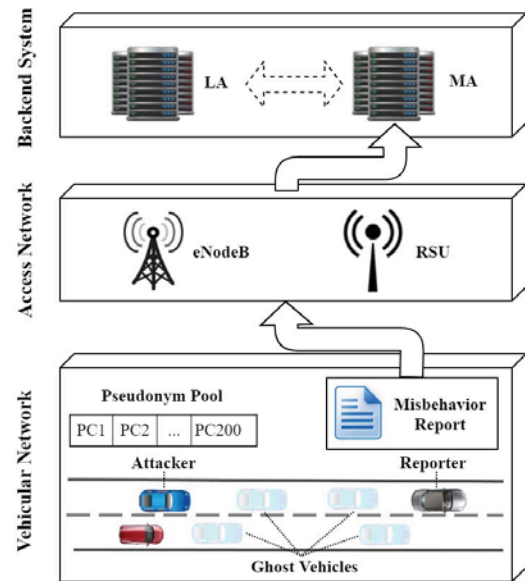 Backend System
LA
MA
Access Network
eNodeB
RSU
Vehicular Network
Pseudonym Pool
PC1 PC2 ... PC200
Misbehavior
Report
Attacker
Reporter
Ghost Vehicles